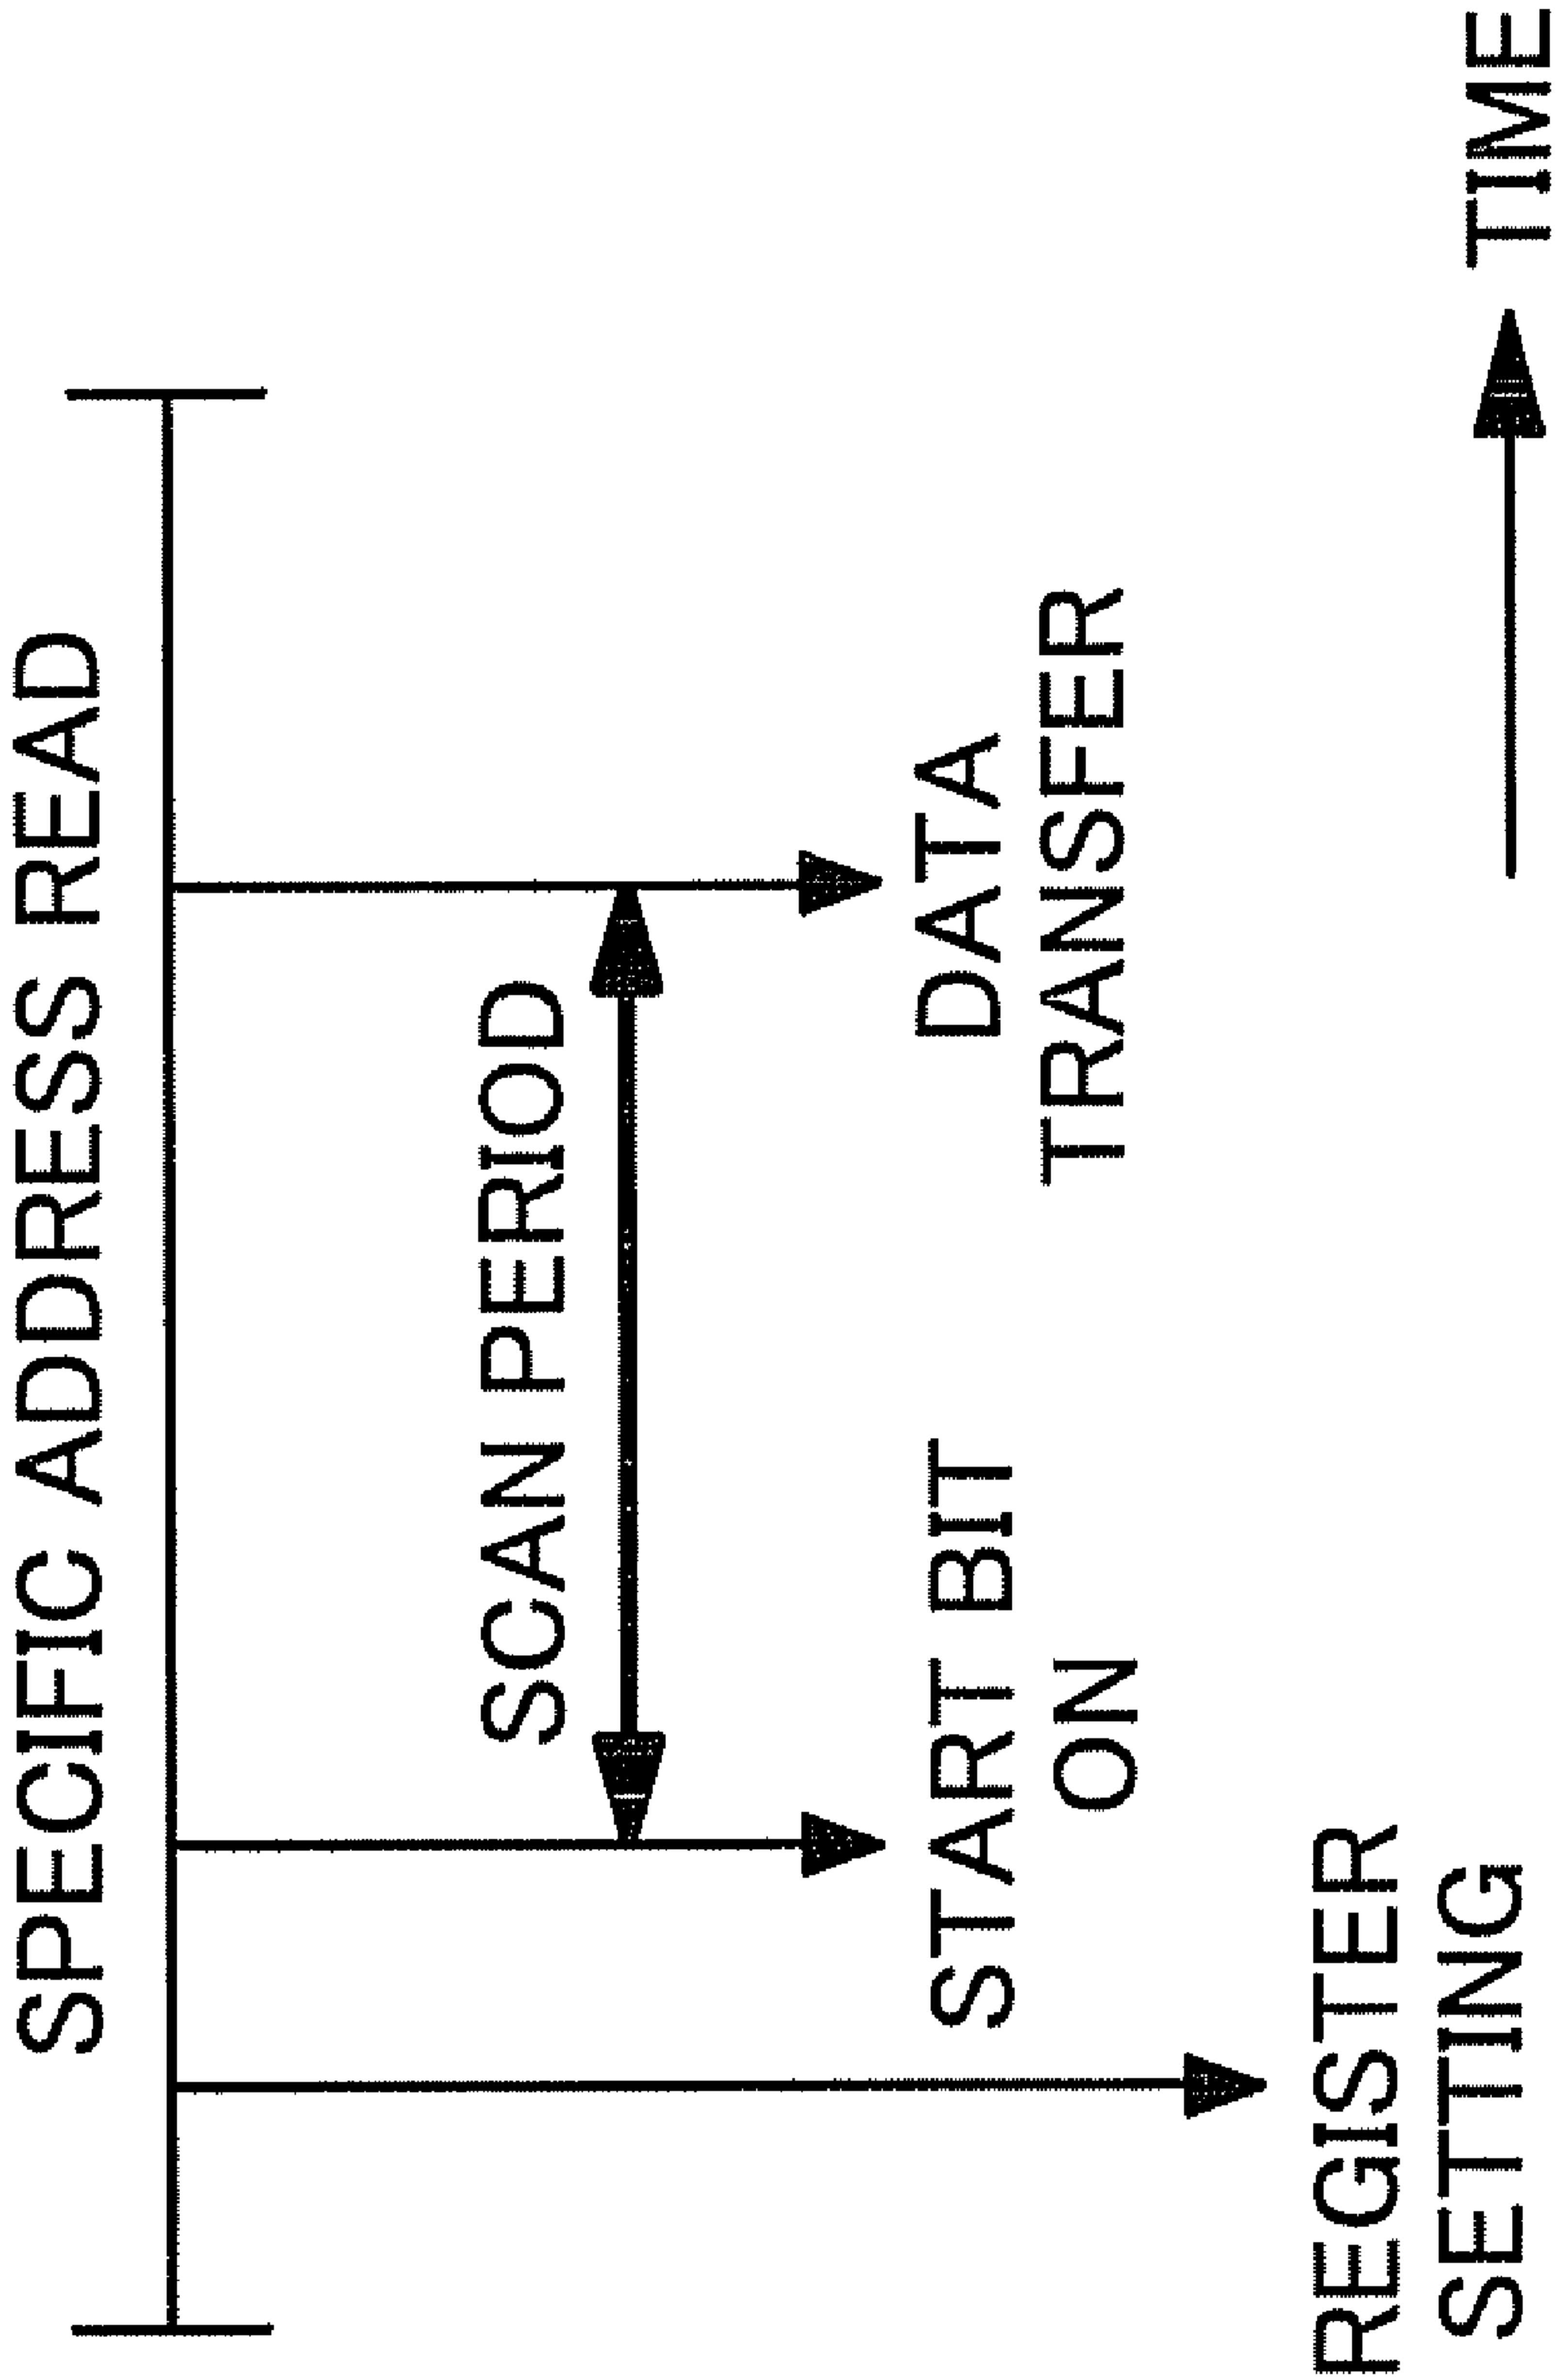 SPECIFIC ADDRESS READ
SCAN PERIOD
START BIT
ON
DATA
TRANSFER
REGISTER
SETTING
TIME